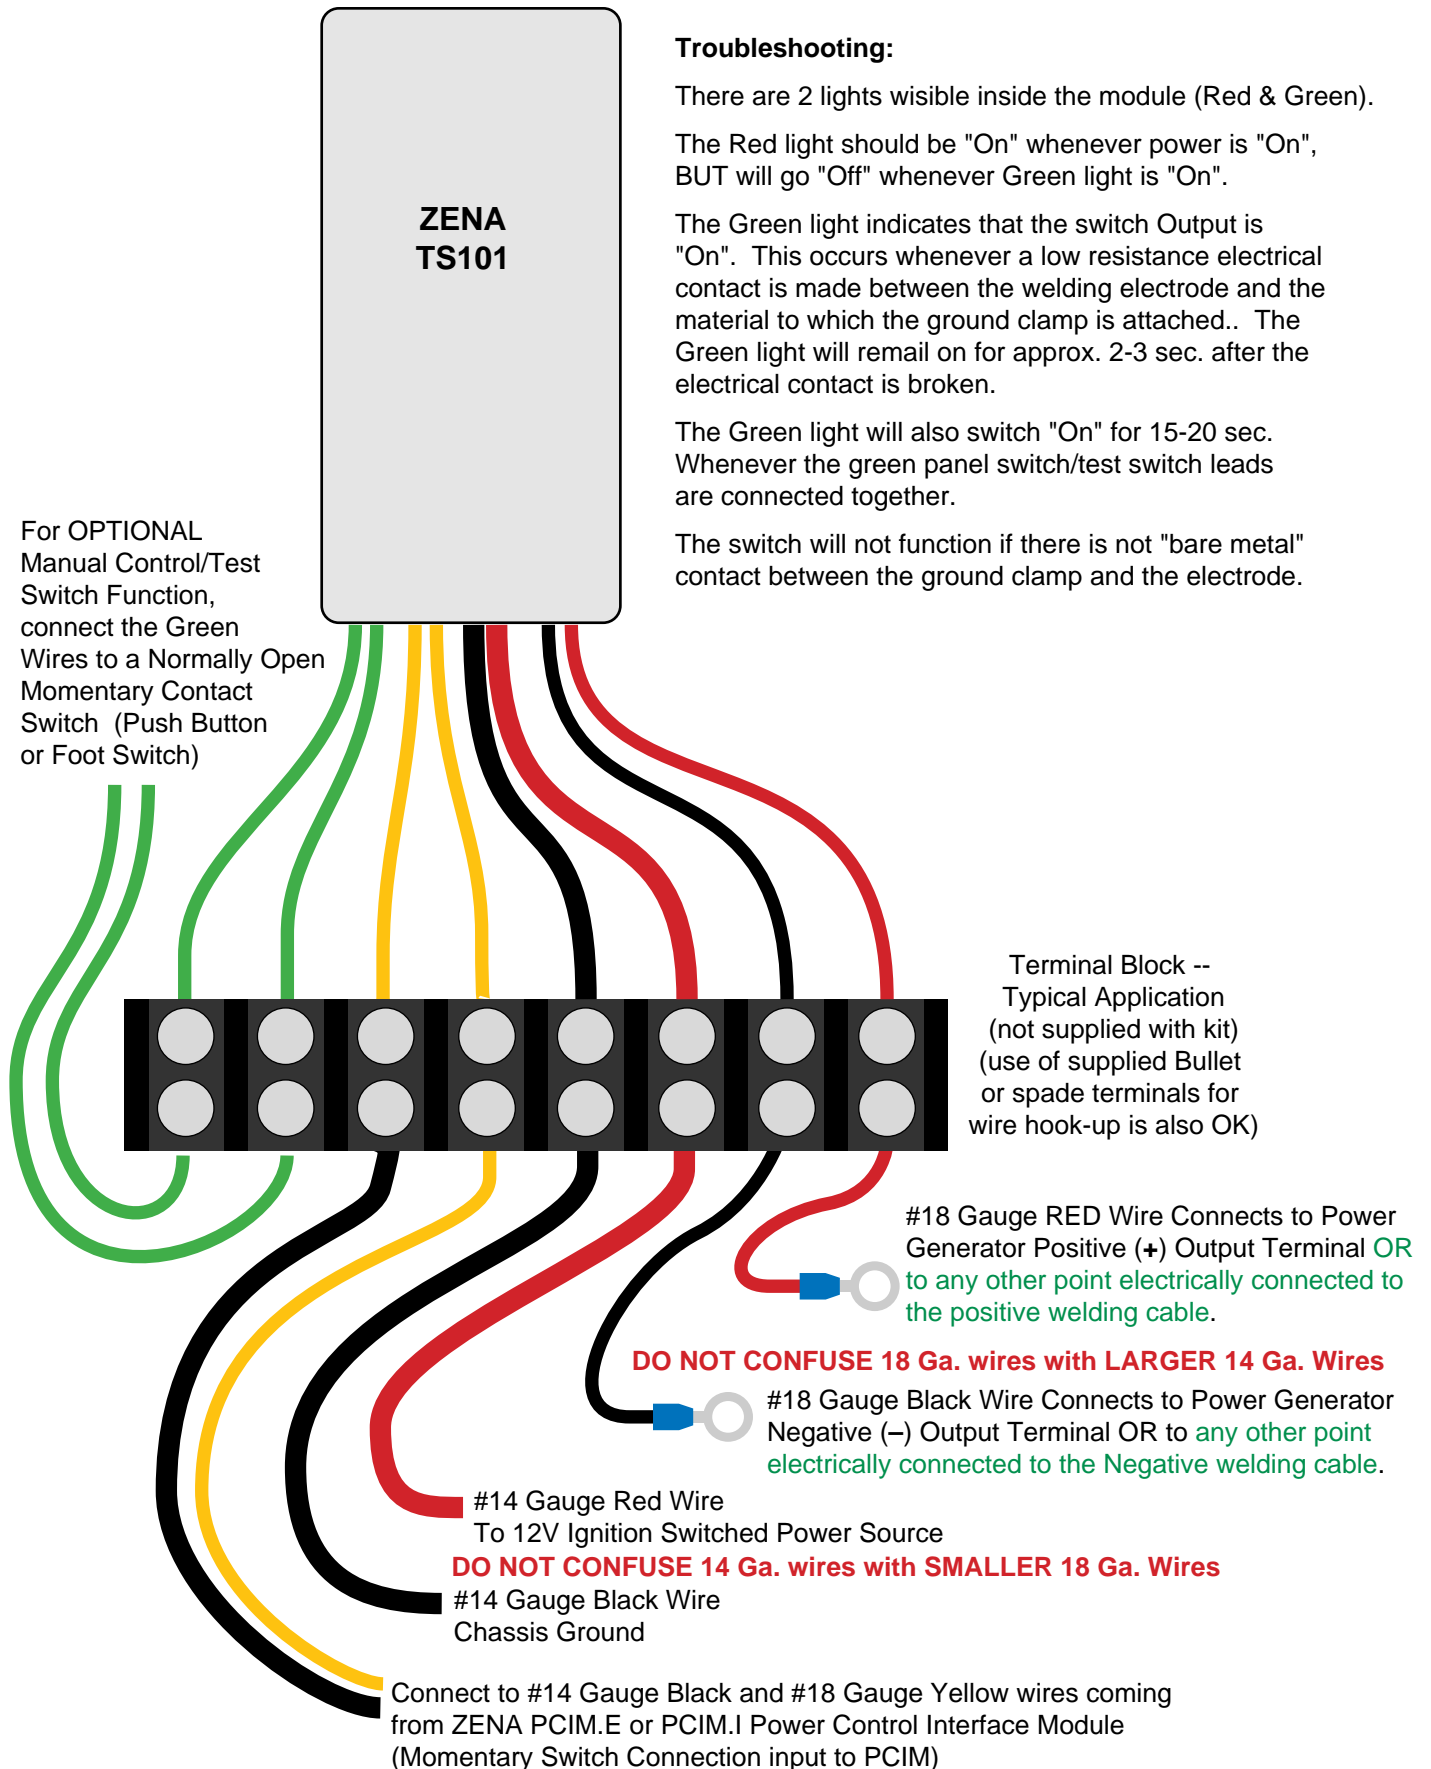 ZENA
TS101
Troubleshooting:
There are 2 lights wisible inside the module (Red & Green).
The Red light should be "On" whenever power is "On",
BUT will go "Off" whenever Green light is "On".
The Green light indicates that the switch Output is
"On".  This occurs whenever a low resistance electrical
contact is made between the welding electrode and the
material to which the ground clamp is attached..  The
Green light will remail on for approx. 2-3 sec. after the
electrical contact is broken.
The Green light will also switch "On" for 15-20 sec.
Whenever the green panel switch/test switch leads
are connected together.
The switch will not function if there is not "bare metal"
contact between the ground clamp and the electrode.
For OPTIONAL
Manual Control/Test
Switch Function,
connect the Green
Wires to a Normally Open
Momentary Contact
Switch  (Push Button
or Foot Switch)
Terminal Block --
Typical Application
(not supplied with kit)
(use of supplied Bullet
or spade terminals for
wire hook-up is also OK)
#18 Gauge RED Wire Connects to Power
Generator Positive (+) Output Terminal OR
to any other point electrically connected to
the positive welding cable.
DO NOT CONFUSE 18 Ga. wires with LARGER 14 Ga. Wires
#18 Gauge Black Wire Connects to Power Generator
Negative (–) Output Terminal OR to any other point
electrically connected to the Negative welding cable.
#14 Gauge Red Wire
To 12V Ignition Switched Power Source
DO NOT CONFUSE 14 Ga. wires with SMALLER 18 Ga. Wires
#14 Gauge Black Wire
Chassis Ground
Connect to #14 Gauge Black and #18 Gauge Yellow wires coming
from ZENA PCIM.E or PCIM.I Power Control Interface Module
(Momentary Switch Connection input to PCIM)